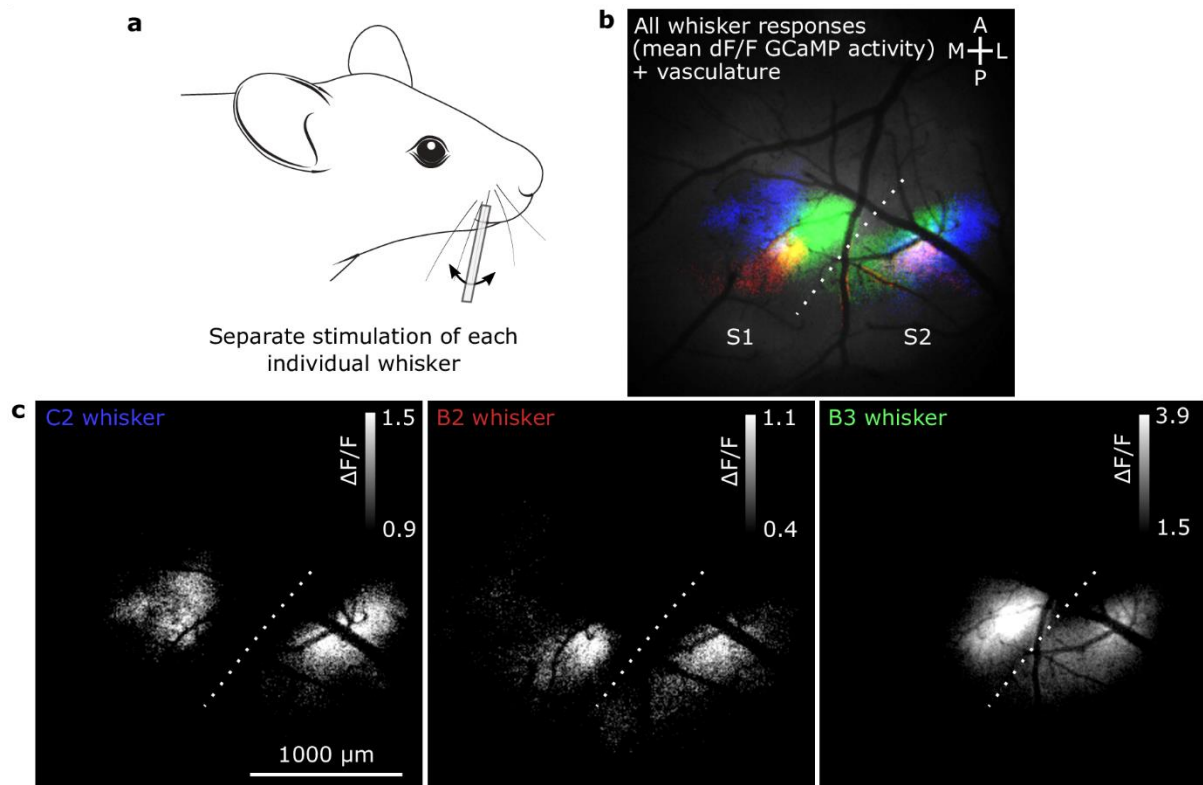 a
Separate stimulation of each
individual whisker
b
All whisker responses
(mean dF/F GCaMP activity)
+ vasculature
A
M L
P
S1
S2
c
C2 whisker
1.5
ΔF/F
0.9
1000 μm
B2 whisker
1.1
ΔF/F
0.4
B3 whisker
3.9
ΔF/F
1.5